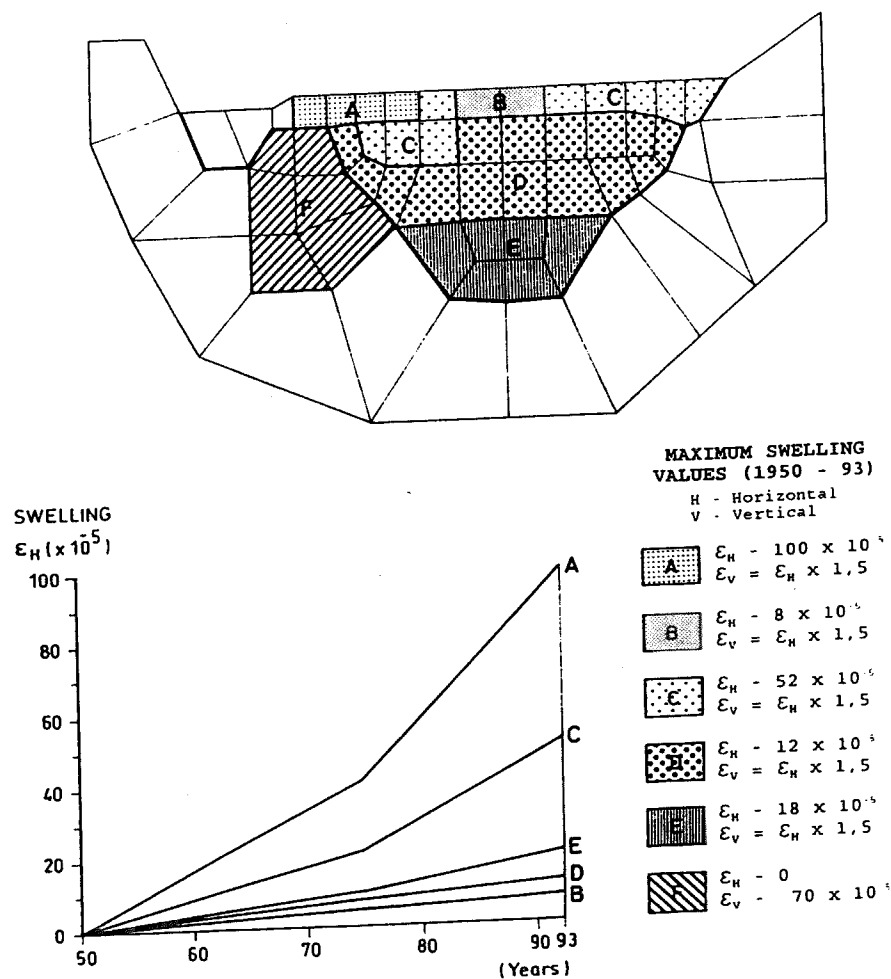 A
B
C
C
D
F
E
MAXIMUM SWELLING
VALUES (1950 - 93)
H - Horizontal
V - Vertical
A
εH - 100 x 10⁻⁵
εV = εH x 1,5
B
εH - 8 x 10⁻⁵
εV = εH x 1,5
C
εH - 52 x 10⁻⁵
εV = εH x 1,5
D
εH - 12 x 10⁻⁵
εV = εH x 1,5
E
εH - 18 x 10⁻⁵
εV = εH x 1,5
F
εH - 0
εV - 70 x 10⁻⁵
SWELLING
εH (x 10⁻⁵)
100
80
60
40
20
0
A
C
E
D
B
50
60
70
80
90 93
(Years)